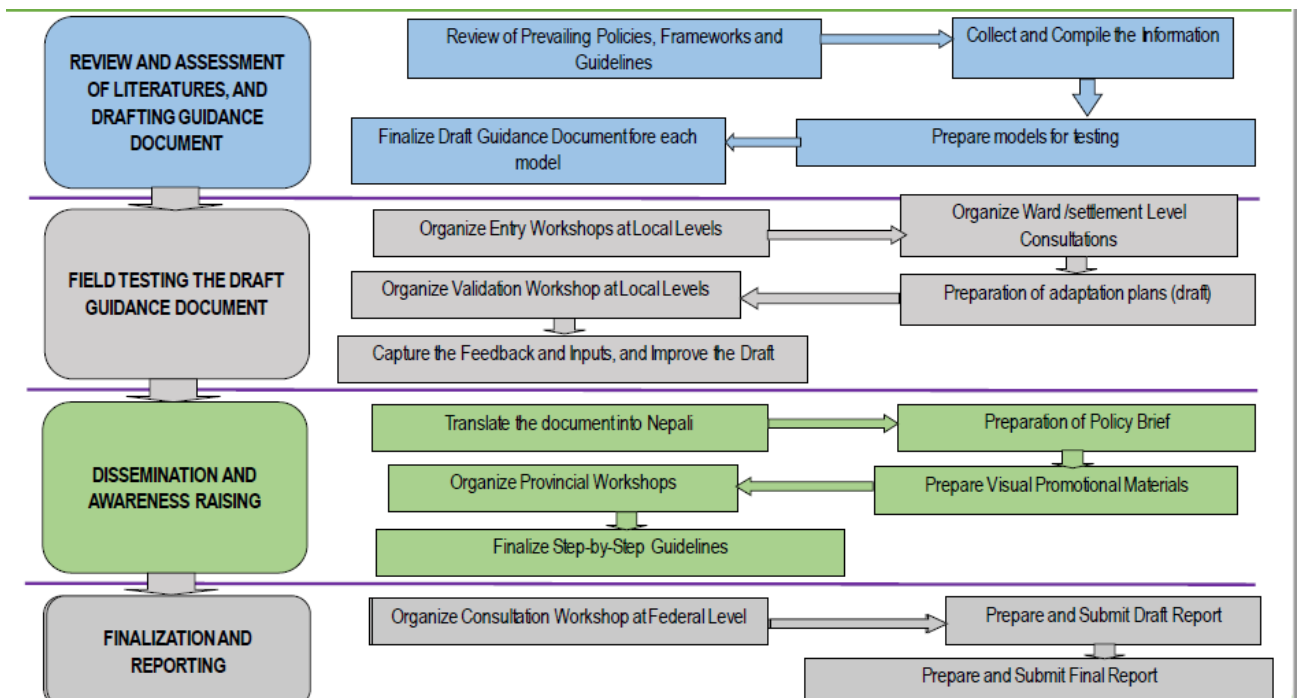 REVIEW AND ASSESSMENT
OF LITERATURES, AND
DRAFTING GUIDANCE
DOCUMENT
Review of Prevailing Policies, Frameworks and
Guidelines
Collect and Compile the Information
Prepare models for testing
Finalize Draft Guidance Document fore each
model
FIELD TESTING THE DRAFT
GUIDANCE DOCUMENT
Organize Entry Workshops at Local Levels
Organize Ward /settlement Level
Consultations
Preparation of adaptation plans (draft)
Organize Validation Workshop at Local Levels
Capture the Feedback and Inputs, and Improve the Draft
DISSEMINATION AND
AWARENESS RAISING
Translate the document into Nepali
Preparation of Policy Brief
Prepare Visual Promotional Materials
Organize Provincial Workshops
Finalize Step-by-Step Guidelines
FINALIZATION AND
REPORTING
Organize Consultation Workshop at Federal Level
Prepare and Submit Draft Report
Prepare and Submit Final Report